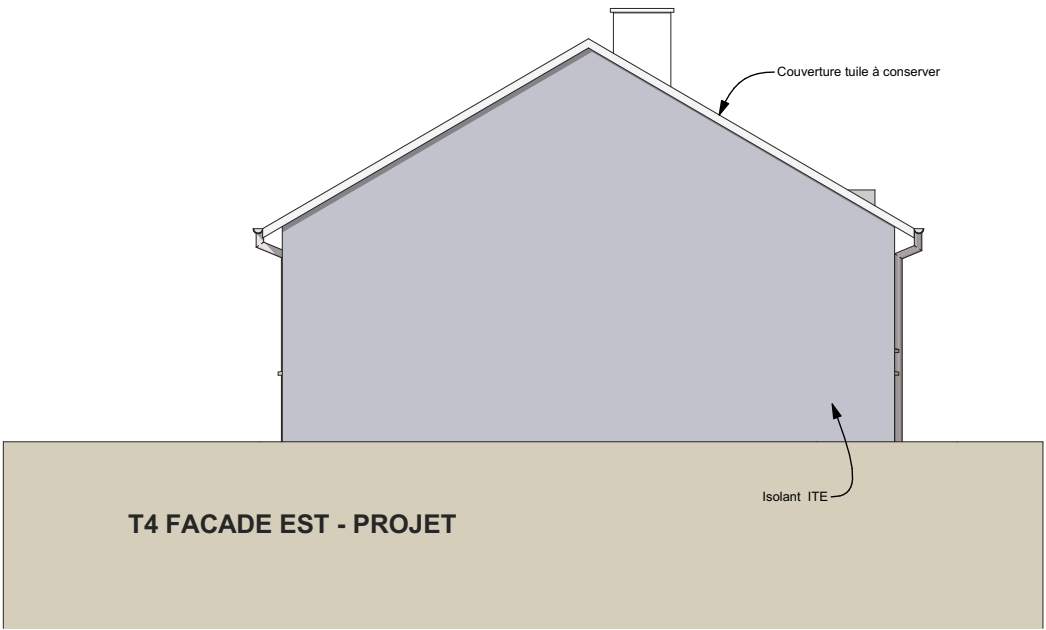 Couverture tuile à conserver
Isolant ITE
T4 FACADE EST - PROJET